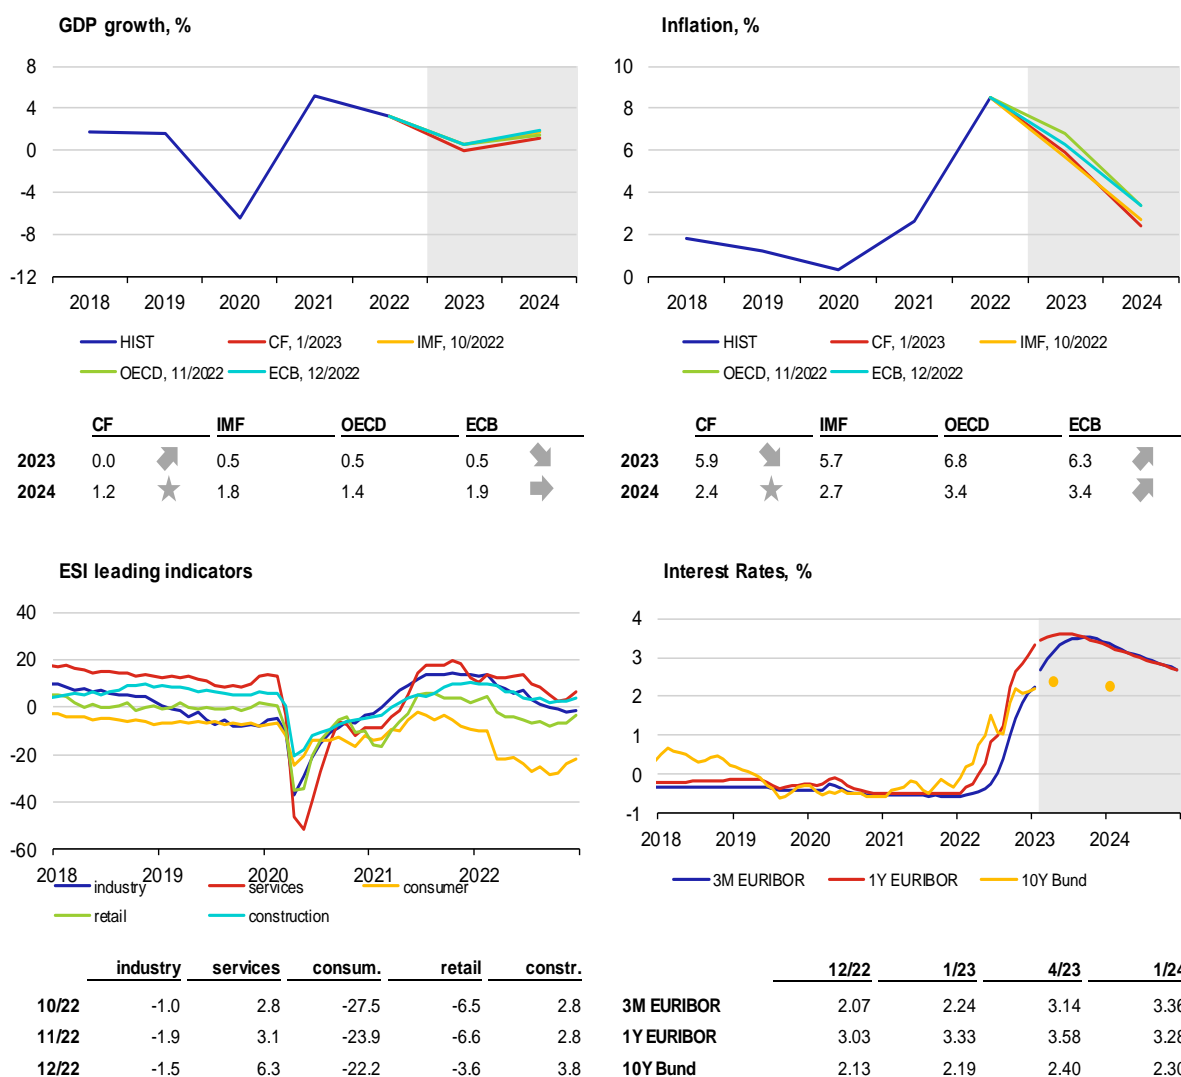 GDP growth, %
8
4
0
-4
-8
-12
2018 2019 2020 2021 2022 2023 2024
HIST CF, 1/2023 IMF, 10/2022
OECD, 11/2022 ECB, 12/2022
CF IMF OECD ECB
2023 0.0 0.5 0.5 0.5
2024 1.2 1.8 1.4 1.9
Inflation, %
10
8
6
4
2
0
2018 2019 2020 2021 2022 2023 2024
HIST CF, 1/2023 IMF, 10/2022
OECD, 11/2022 ECB, 12/2022
CF IMF OECD ECB
2023 5.9 5.7 6.8 6.3
2024 2.4 2.7 3.4 3.4
ESI leading indicators
40
20
0
-20
-40
-60
2018 2019 2020 2021 2022
industry services consumer
retail construction
industry services consum. retail constr.
10/22 -1.0 2.8 -27.5 -6.5 2.8
11/22 -1.9 3.1 -23.9 -6.6 2.8
12/22 -1.5 6.3 -22.2 -3.6 3.8
Interest Rates, %
4
3
2
1
0
-1
2018 2019 2020 2021 2022 2023 2024
3M EURIBOR 1Y EURIBOR 10Y Bund
12/22 1/23 4/23 1/24
3M EURIBOR 2.07 2.24 3.14 3.36
1Y EURIBOR 3.03 3.33 3.58 3.28
10Y Bund 2.13 2.19 2.40 2.30